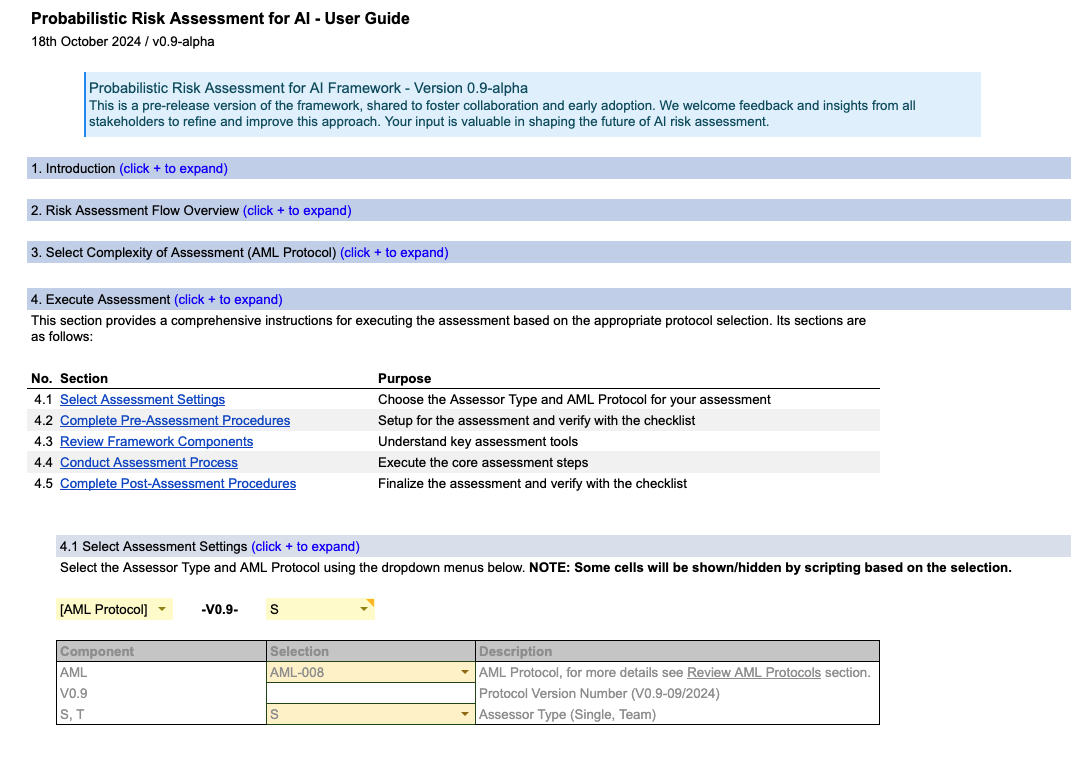 Probabilistic Risk Assessment for AI - User Guide
18th October 2024 / v0.9-alpha
Probabilistic Risk Assessment for AI Framework - Version 0.9-alpha
This is a pre-release version of the framework, shared to foster collaboration and early adoption. We welcome feedback and insights from all
stakeholders to refine and improve this approach. Your input is valuable in shaping the future of AI risk assessment.
1. Introduction (click + to expand)
2. Risk Assessment Flow Overview (click + to expand)
3. Select Complexity of Assessment (AML Protocol) (click + to expand)
4. Execute Assessment (click + to expand)
This section provides a comprehensive instructions for executing the assessment based on the appropriate protocol selection. Its sections are
as follows:
No. Section Purpose
4.1 Select Assessment Settings Choose the Assessor Type and AML Protocol for your assessment
4.2 Complete Pre-Assessment Procedures Setup for the assessment and verify with the checklist
4.3 Review Framework Components Understand key assessment tools
4.4 Conduct Assessment Process Execute the core assessment steps
4.5 Complete Post-Assessment Procedures Finalize the assessment and verify with the checklist
4.1 Select Assessment Settings (click + to expand)
Select the Assessor Type and AML Protocol using the dropdown menus below. NOTE: Some cells will be shown/hidden by scripting based on the selection.
[AML Protocol] -V0.9- S
Component Selection Description
AML AML-008 AML Protocol, for more details see Review AML Protocols section.
V0.9 Protocol Version Number (V0.9-09/2024)
S, T S Assessor Type (Single, Team)